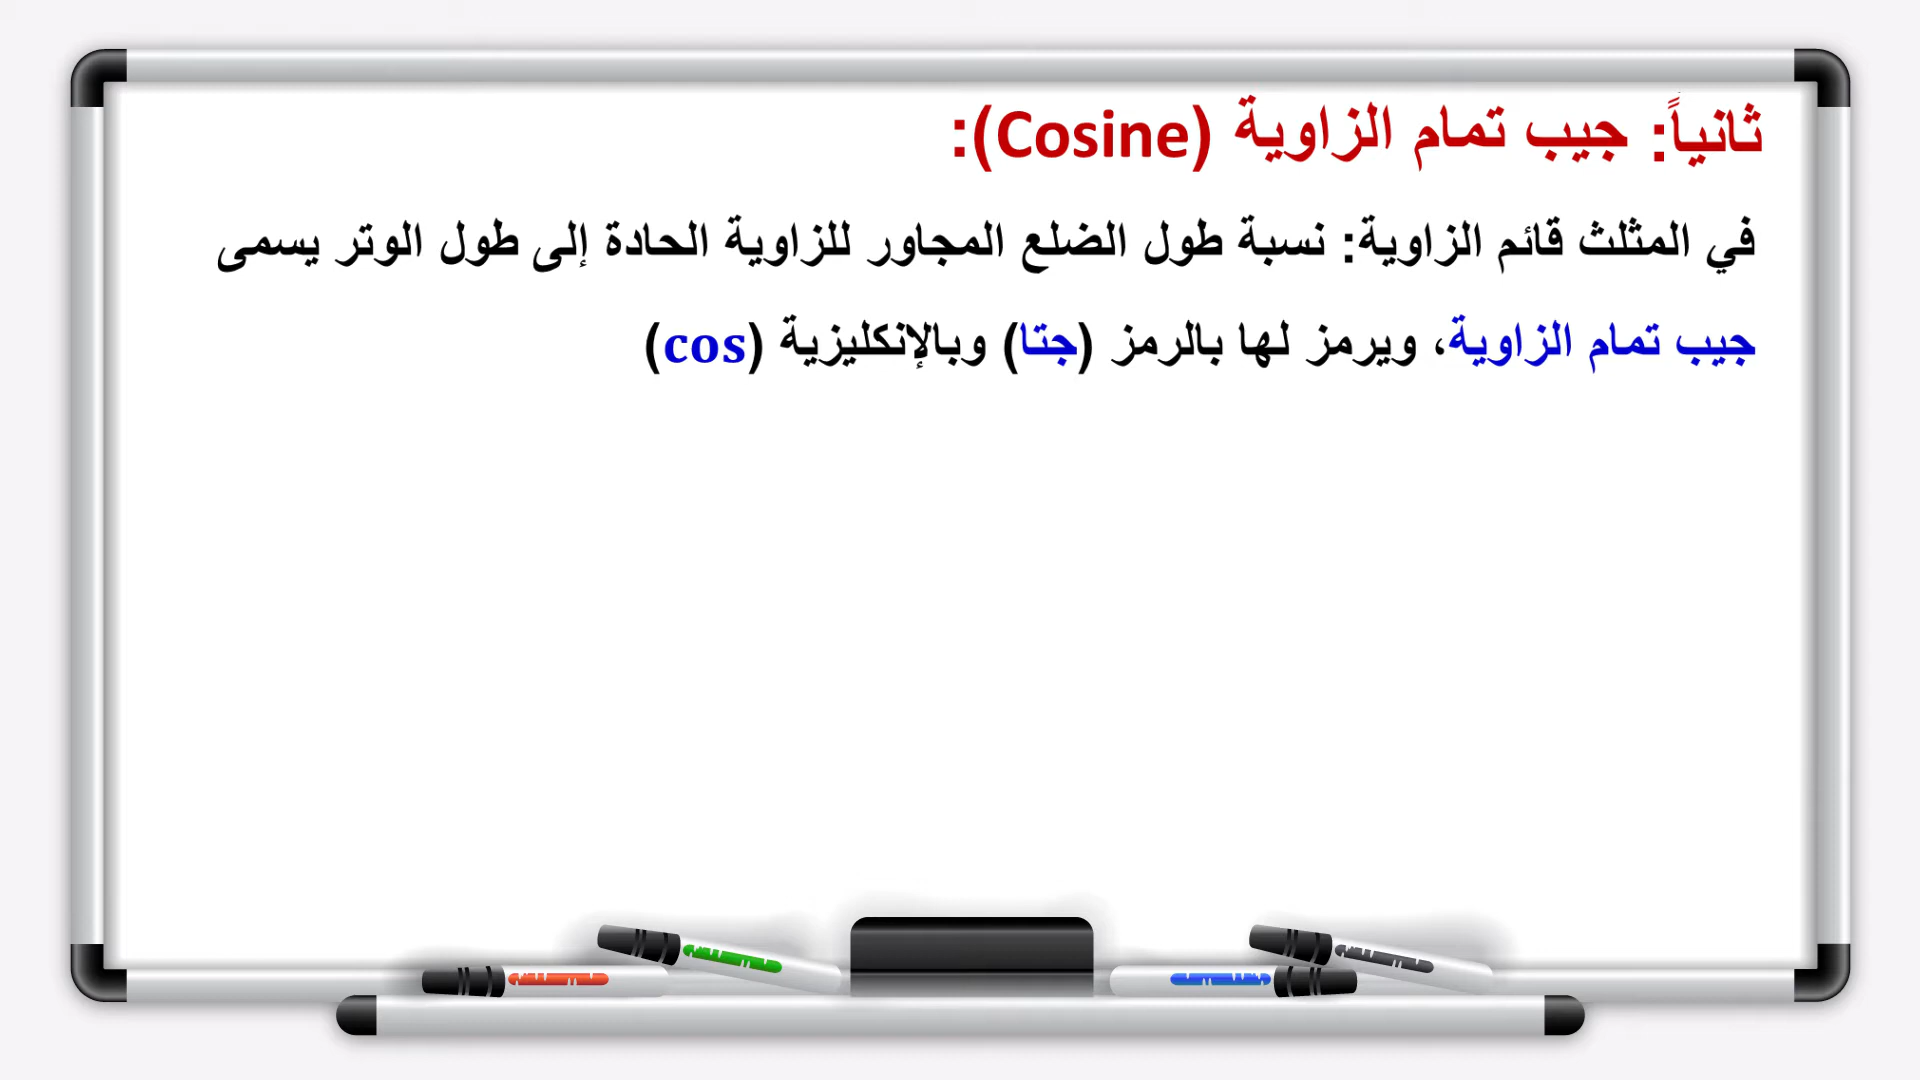 ثانياً: جيب تمام الزاوية (Cosine):
في المثلث قائم الزاوية: نسبة طول الضلع المجاور للزاوية الحادة إلى طول الوتر يسمى
جيب تمام الزاوية، ويرمز لها بالرمز (جتا) وبالإنكليزية (cos)